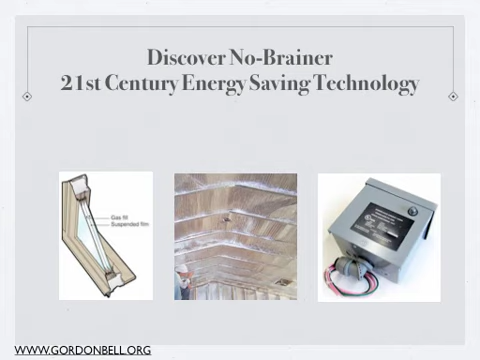 Discover No-Brainer
21st Century Energy Saving Technology
Gas fill
Suspended film
WWW.GORDONBELL.ORG